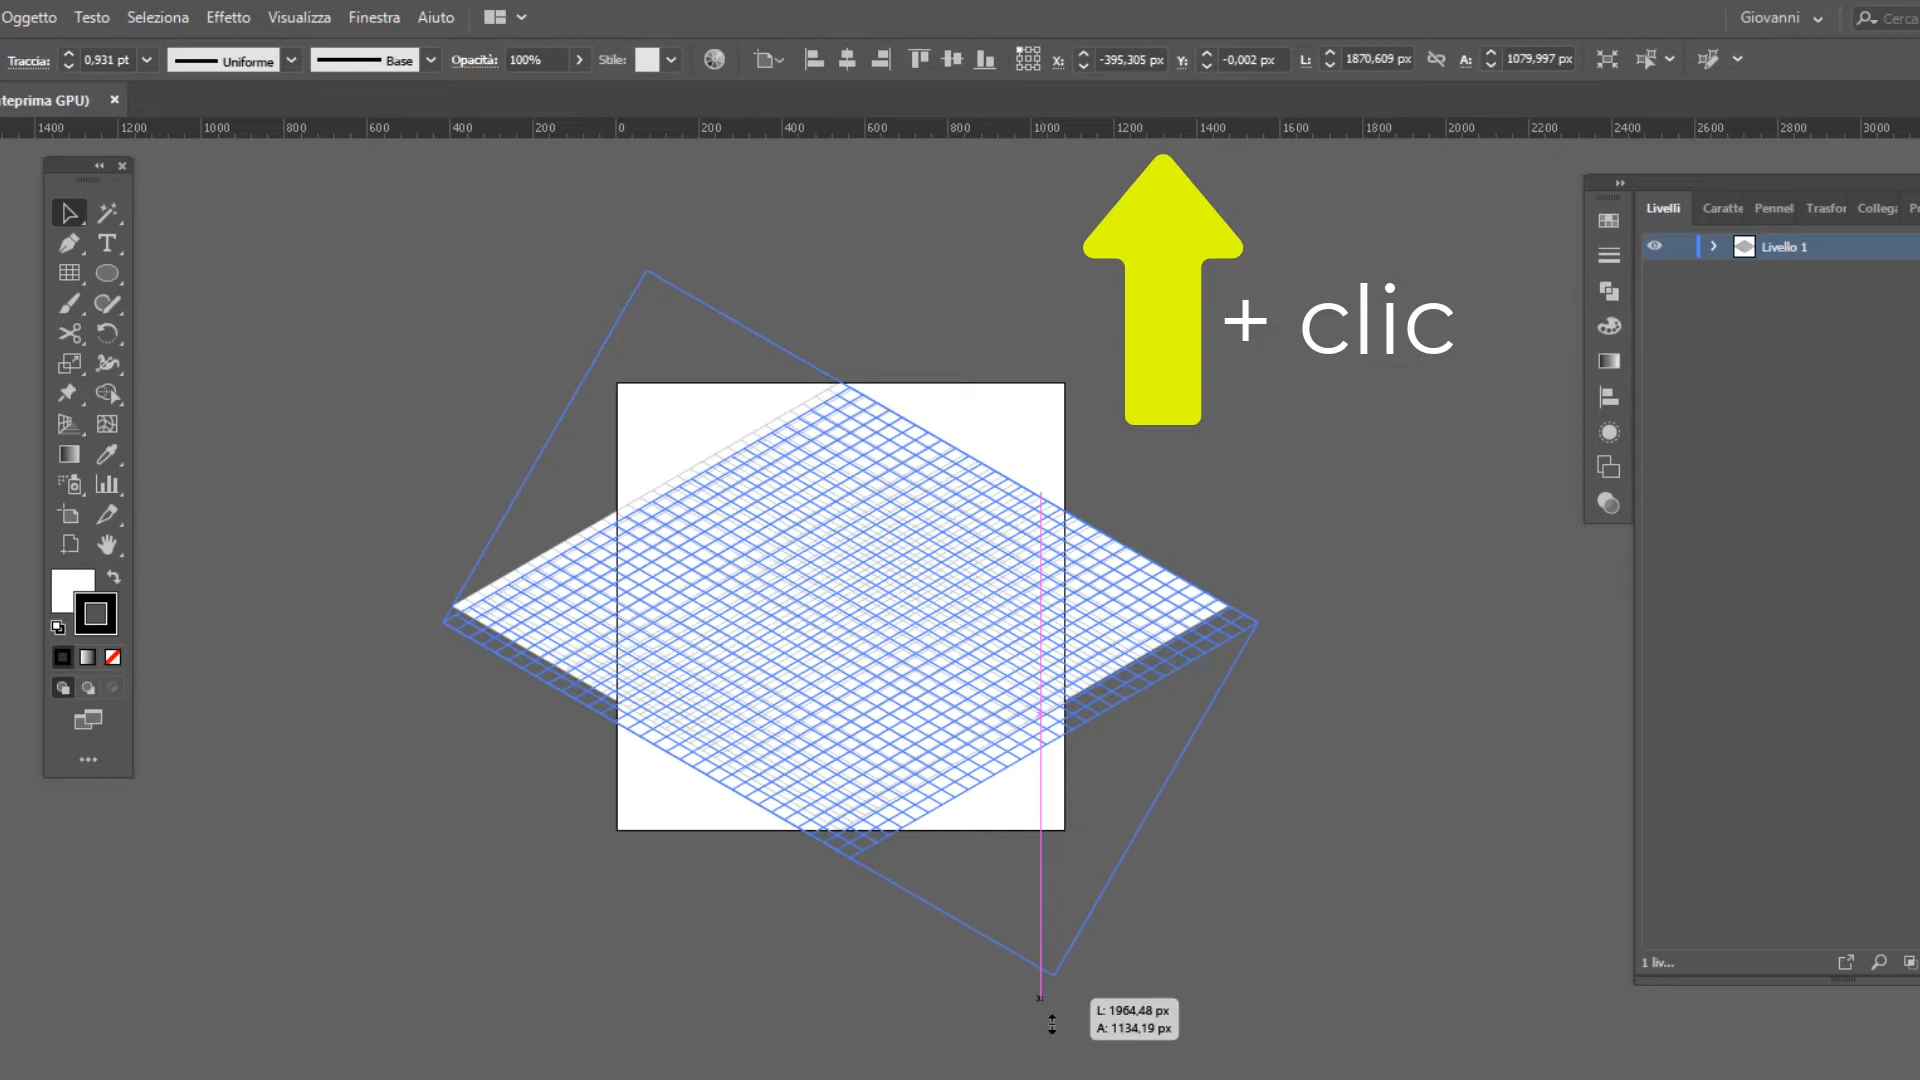 Oggetto Testo Seleziona Effetto Visualizza Finestra Aiuto Giovanni Cerca
Traccia: 0,931 pt Uniforme Base Opacità: 100% Stile: X: -395,305 px Y: -0,002 px L: 1870,609 px A: 1079,997 px
teprima GPU) ×
1400 1200 1000 800 600 400 200 0 200 400 600 800 1000 1200 1400 1600 1800 2000 2200 2400 2600 2800 3000
Livelli Caratte Pennel Trasfor Collega
Livello 1
+ clic
1 liv...
L: 1964,48 px
A: 1134,19 px